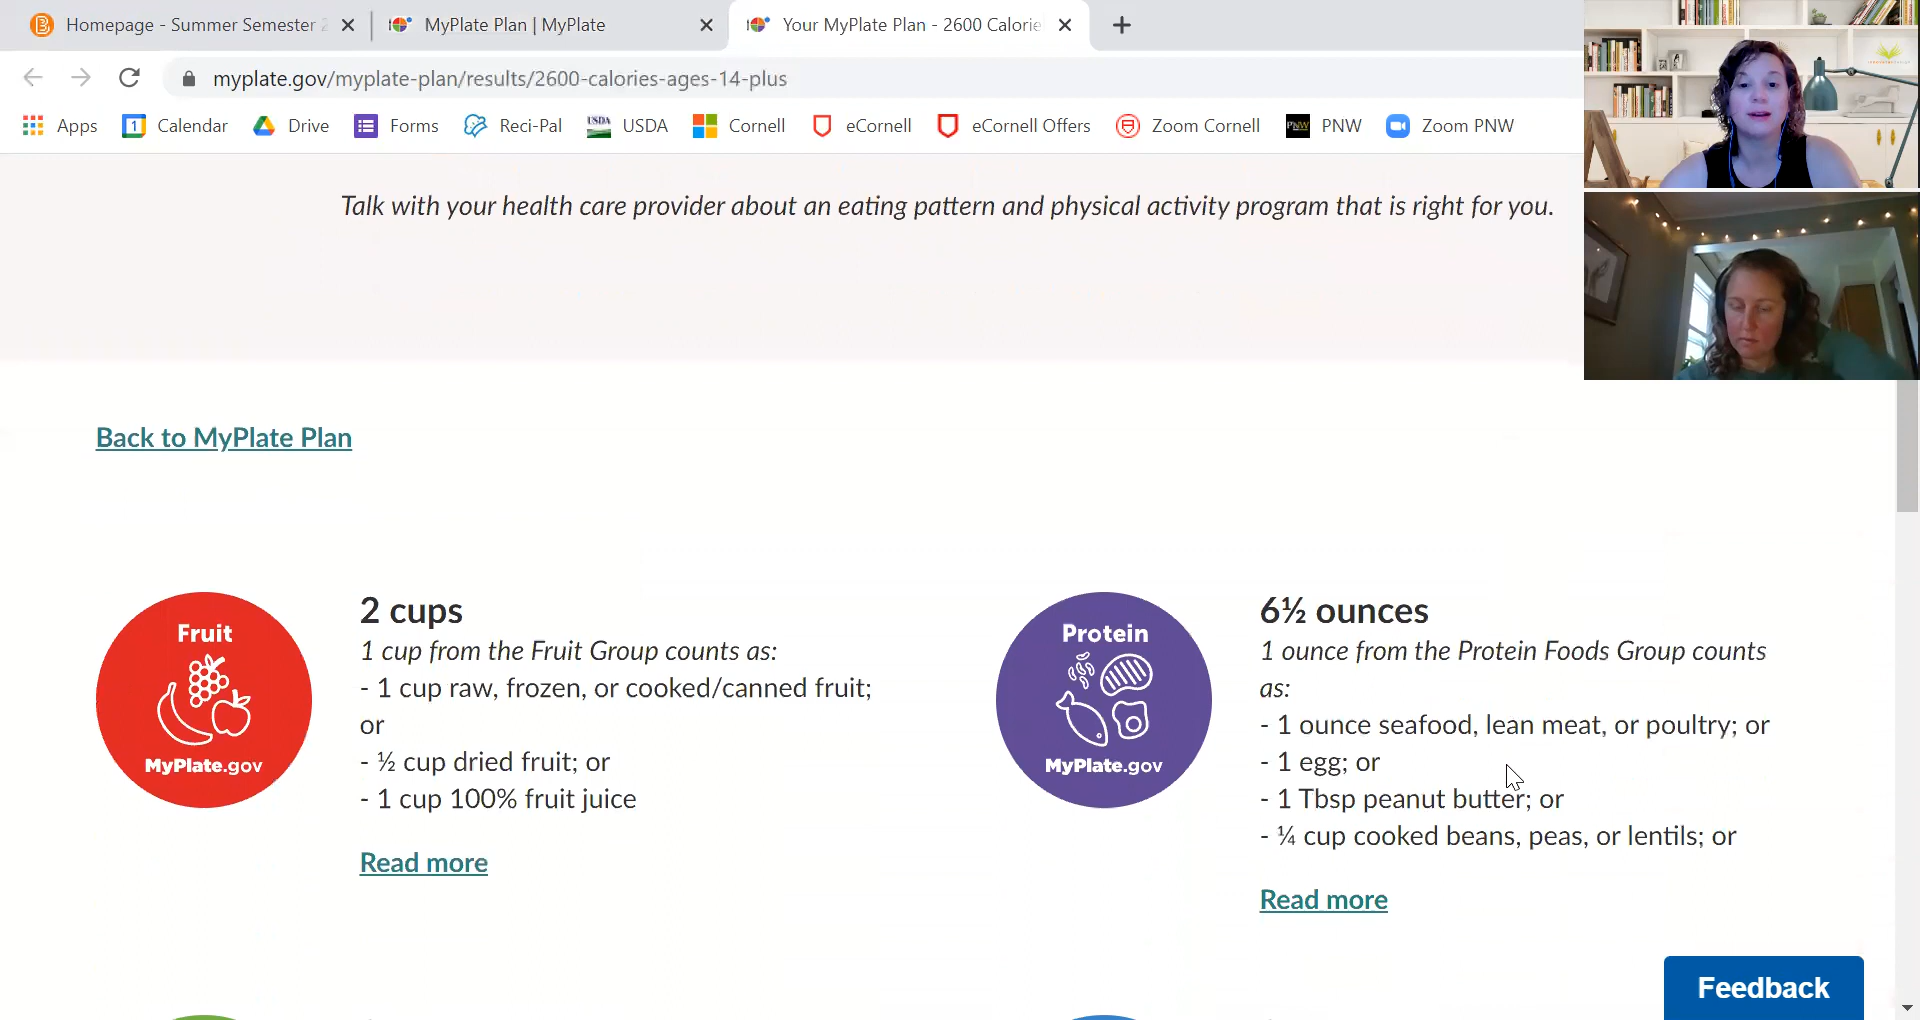 Homepage - Summer Semester 2
MyPlate Plan | MyPlate
Your MyPlate Plan - 2600 Calorie
myplate.gov/myplate-plan/results/2600-calories-ages-14-plus
Apps
1 Calendar
Drive
Forms
Reci-Pal
USDA USDA
Cornell
eCornell
eCornell Offers
Zoom Cornell
PNW PNW
Zoom PNW
Talk with your health care provider about an eating pattern and physical activity program that is right for you.
Back to MyPlate Plan
Fruit
MyPlate.gov
2 cups
1 cup from the Fruit Group counts as:
- 1 cup raw, frozen, or cooked/canned fruit;
or
- ½ cup dried fruit; or
- 1 cup 100% fruit juice
Read more
Protein
MyPlate.gov
6½ ounces
1 ounce from the Protein Foods Group counts
as:
- 1 ounce seafood, lean meat, or poultry; or
- 1 egg; or
- 1 Tbsp peanut butter; or
- ¼ cup cooked beans, peas, or lentils; or
Read more
Feedback